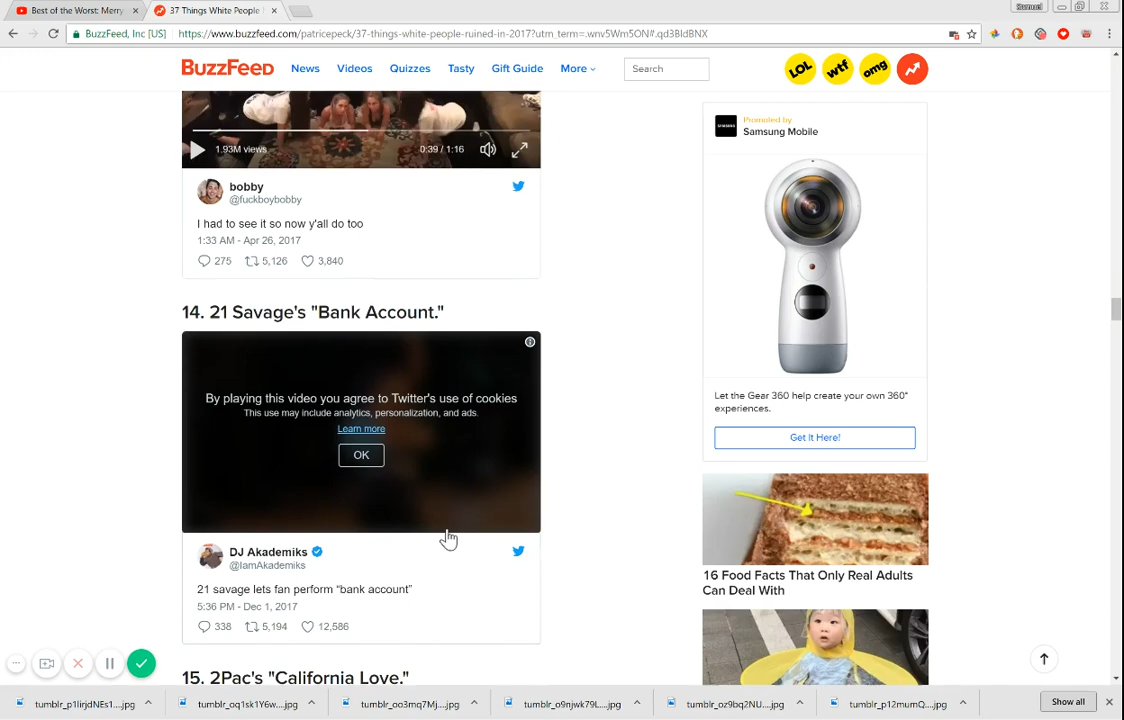 Best of the Worst: Merry
37 Things White People
Samuel
BuzzFeed, Inc [US]
https://www.buzzfeed.com/patricepeck/37-things-white-people-ruined-in-2017?utm_term=.wnv5Wm5ON#.qd3BldBNX
BuzzFeed
News
Videos
Quizzes
Tasty
Gift Guide
More
Search
LOL
wtf
omg
1.93M views
0:39 / 1:16
bobby
@fuckboybobby
I had to see it so now y'all do too
1:33 AM - Apr 26, 2017
275
5,126
3,840
14. 21 Savage's "Bank Account."
By playing this video you agree to Twitter's use of cookies
This use may include analytics, personalization, and ads.
Learn more
OK
DJ Akademiks
@IamAkademiks
21 savage lets fan perform “bank account”
5:36 PM - Dec 1, 2017
338
5,194
12,586
15. 2Pac's "California Love."
SAMSUNG
Promoted by
Samsung Mobile
Let the Gear 360 help create your own 360°
experiences.
Get It Here!
16 Food Facts That Only Real Adults
Can Deal With
tumblr_p1lirjdNEs1....jpg
tumblr_oq1sk1Y6w....jpg
tumblr_oo3mq7Mj....jpg
tumblr_o9njwk79L....jpg
tumblr_oz9bq2NU....jpg
tumblr_p12mumQ....jpg
Show all